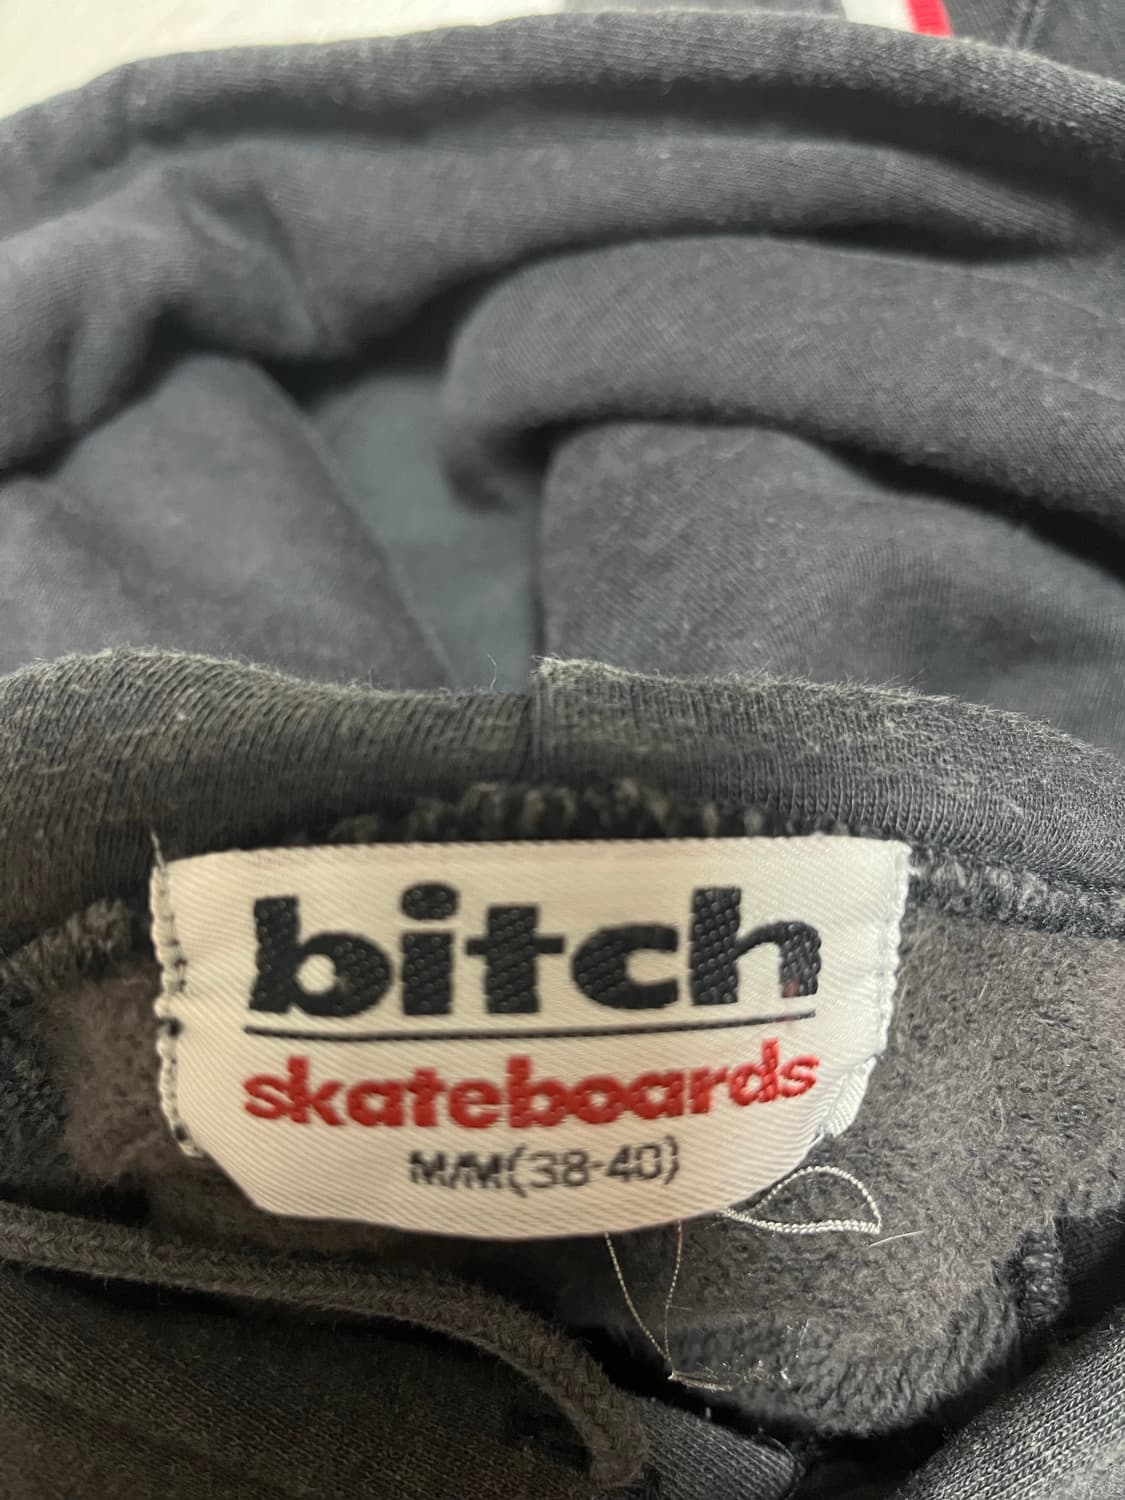 bitch
skateboards
M/M(38-40)